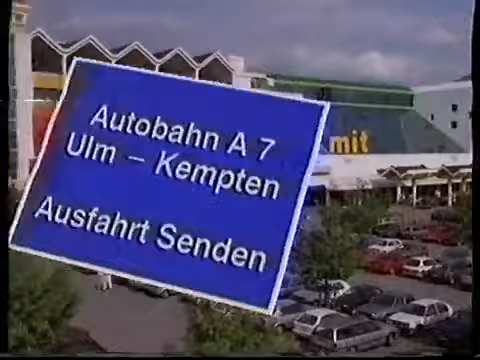 Autobahn A 7
Ulm – Kempten
Ausfahrt Senden
mit